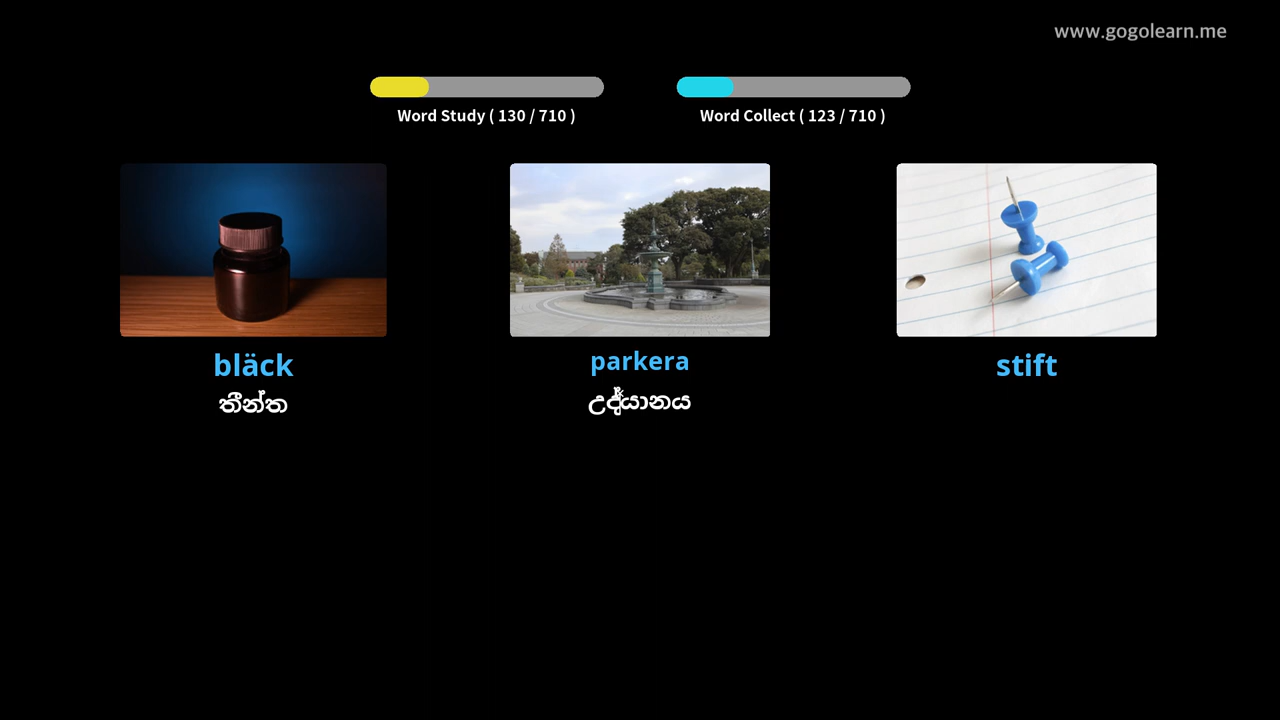 www.gogolearn.me
Word Study ( 130 / 710 )
Word Collect ( 123 / 710 )
bläck
parkera
stift
තීන්ත
උද්‍යානය